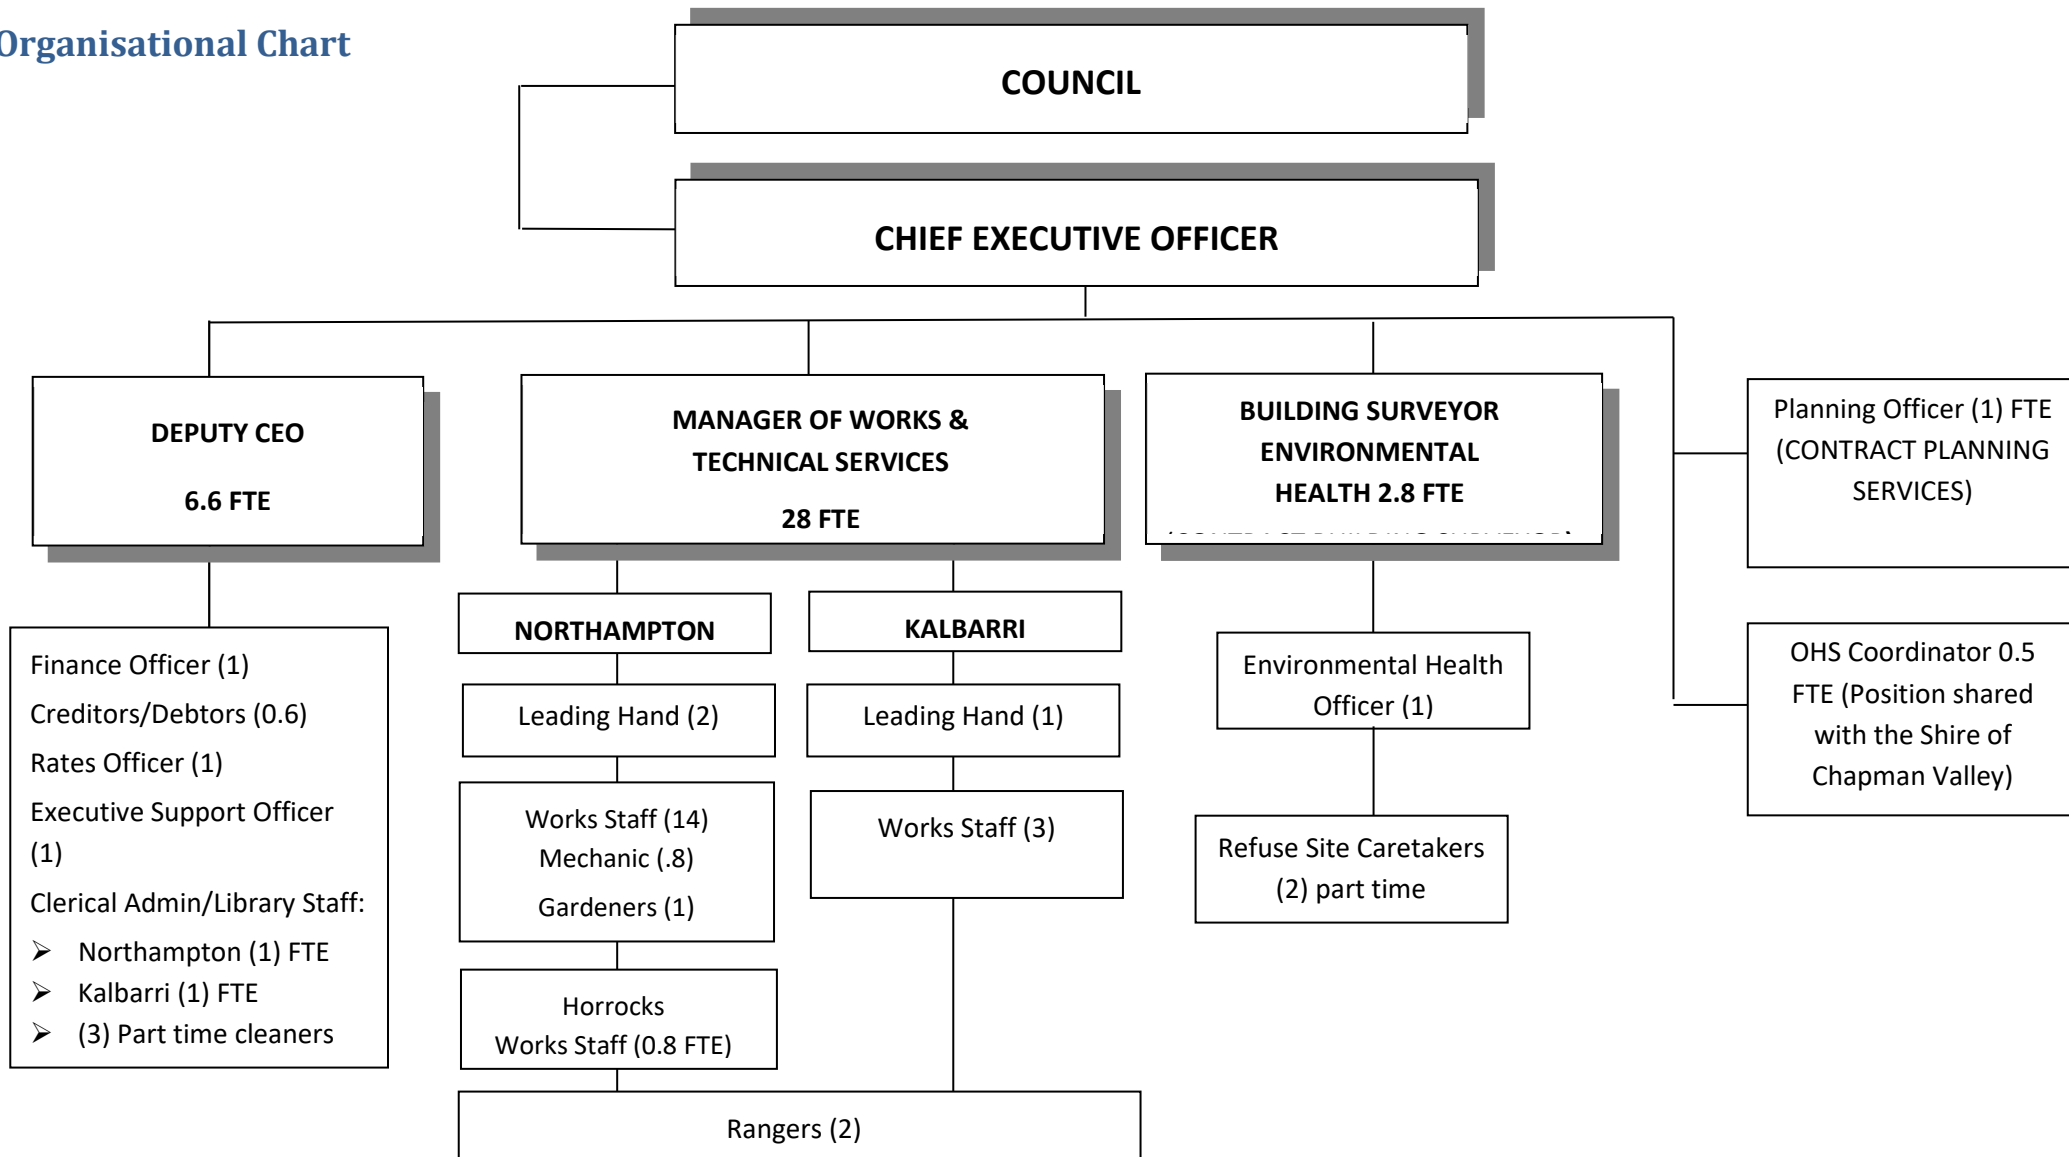 Organisational Chart
COUNCIL
CHIEF EXECUTIVE OFFICER
DEPUTY CEO
6.6 FTE
MANAGER OF WORKS &
TECHNICAL SERVICES
28 FTE
BUILDING SURVEYOR
ENVIRONMENTAL
HEALTH 2.8 FTE
Planning Officer (1) FTE
(CONTRACT PLANNING
SERVICES)
OHS Coordinator 0.5
FTE (Position shared
with the Shire of
Chapman Valley)
Finance Officer (1)
Creditors/Debtors (0.6)
Rates Officer (1)
Executive Support Officer
(1)
Clerical Admin/Library Staff:
➢ Northampton (1) FTE
➢ Kalbarri (1) FTE
➢ (3) Part time cleaners
NORTHAMPTON
Leading Hand (2)
Works Staff (14)
Mechanic (.8)
Gardeners (1)
Horrocks
Works Staff (0.8 FTE)
KALBARRI
Leading Hand (1)
Works Staff (3)
Rangers (2)
Environmental Health
Officer (1)
Refuse Site Caretakers
(2) part time